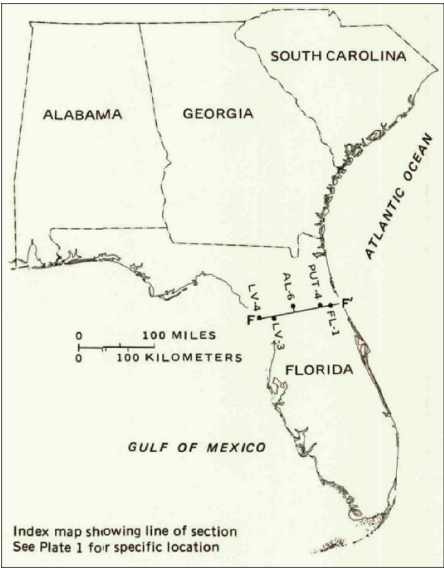 SOUTH CAROLINA
ALABAMA
GEORGIA
ATLANTIC OCEAN
LV-4
AL-6
PUT-4
F
F'
LV-3
FL-1
0 100 MILES
0 100 KILOMETERS
FLORIDA
GULF OF MEXICO
Index map showing line of section
See Plate 1 for specific location